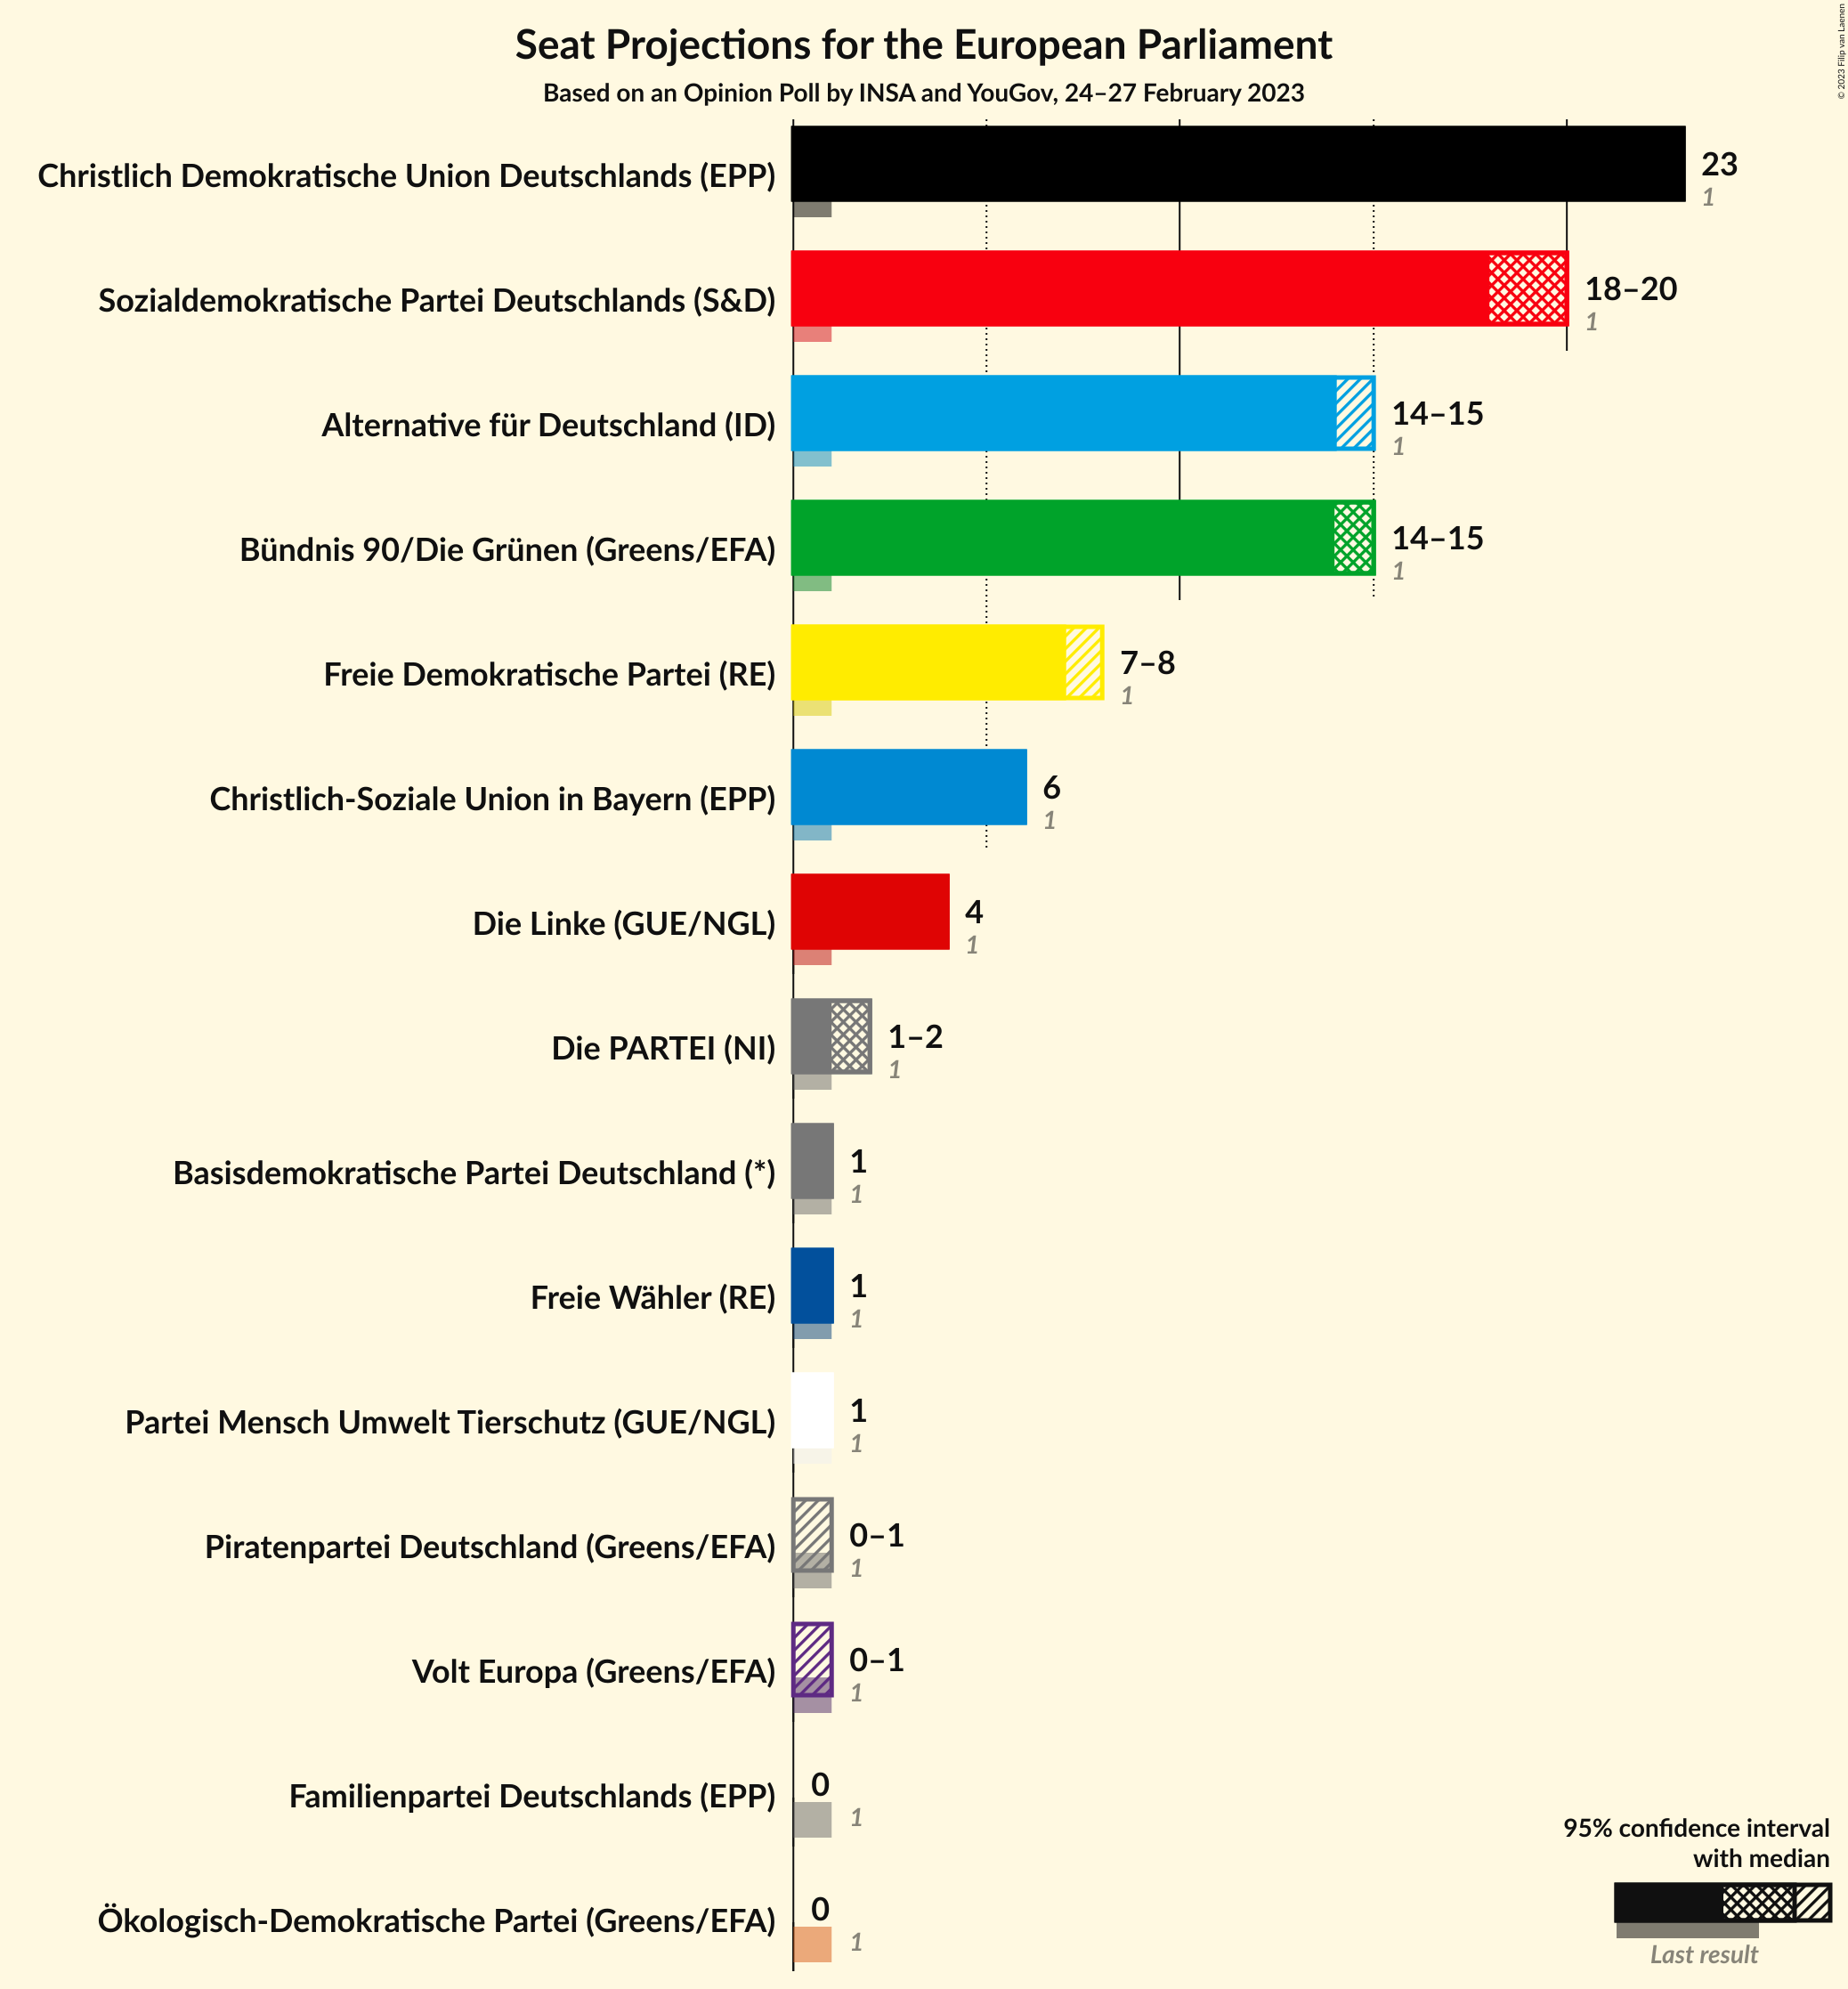 Seat Projections for the European Parliament
Based on an Opinion Poll by INSA and YouGov, 24–27 February 2023
© 2023 Filip van Laenen
Christlich Demokratische Union Deutschlands (EPP)
23
1
Sozialdemokratische Partei Deutschlands (S&D)
18–20
1
Alternative für Deutschland (ID)
14–15
1
Bündnis 90/Die Grünen (Greens/EFA)
14–15
1
Freie Demokratische Partei (RE)
7–8
1
Christlich-Soziale Union in Bayern (EPP)
6
1
Die Linke (GUE/NGL)
4
1
Die PARTEI (NI)
1–2
1
Basisdemokratische Partei Deutschland (*)
1
1
Freie Wähler (RE)
1
1
Partei Mensch Umwelt Tierschutz (GUE/NGL)
1
1
Piratenpartei Deutschland (Greens/EFA)
0–1
1
Volt Europa (Greens/EFA)
0–1
1
Familienpartei Deutschlands (EPP)
0
1
Ökologisch-Demokratische Partei (Greens/EFA)
0
1
95% confidence interval
with median
Last result